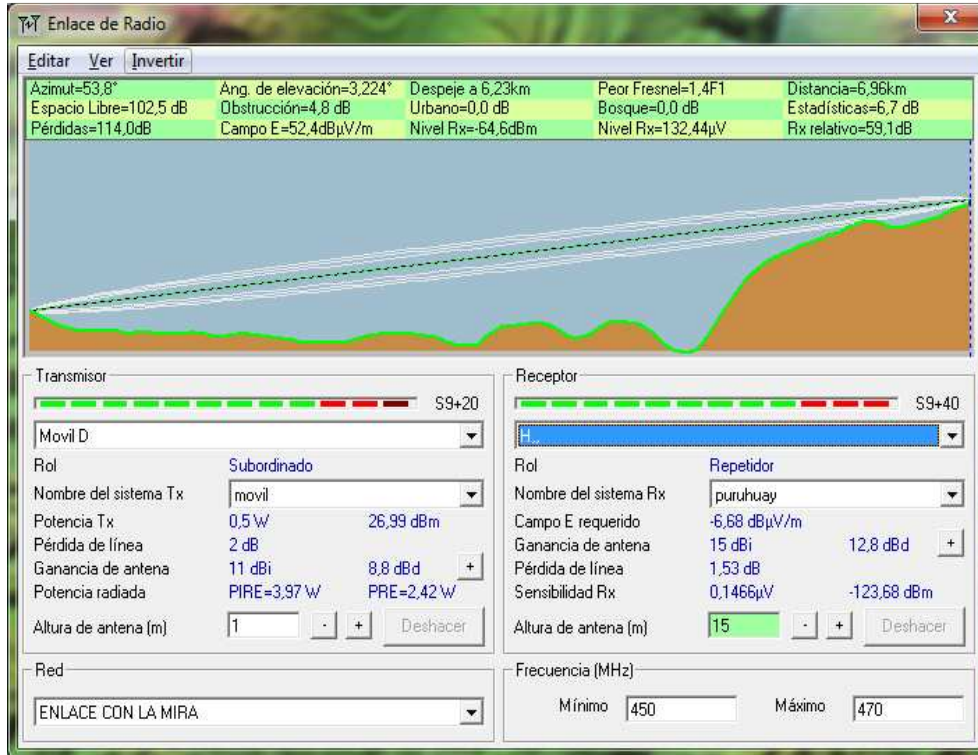 Enlace de Radio
Editar Ver Invertir
Azimut=53,8° Ang. de elevación=3,224° Despeje a 6,23km Peor Fresnel=1,4F1 Distancia=6,96km
Espacio Libre=102,5 dB Obstrucción=4,8 dB Urbano=0,0 dB Bosque=0,0 dB Estadísticas=6,7 dB
Pérdidas=114,0dB Campo E=52,4dBµV/m Nivel Rx=-64,6dBm Nivel Rx=132,44µV Rx relativo=59,1dB
Transmisor
S9+20
Movil D
Rol Subordinado
Nombre del sistema Tx movil
Potencia Tx 0,5 W 26,99 dBm
Pérdida de línea 2 dB
Ganancia de antena 11 dBi 8,8 dBd +
Potencia radiada PIRE=3,97 W PRE=2,42 W
Altura de antena (m) 1 - + Deshacer
Red
ENLACE CON LA MIRA
Receptor
S9+40
H,,
Rol Repetidor
Nombre del sistema Rx puruhuay
Campo E requerido -6,68 dBµV/m
Ganancia de antena 15 dBi 12,8 dBd +
Pérdida de línea 1,53 dB
Sensibilidad Rx 0,1466µV -123,68 dBm
Altura de antena (m) 15 - + Deshacer
Frecuencia (MHz)
Mínimo 450 Máximo 470